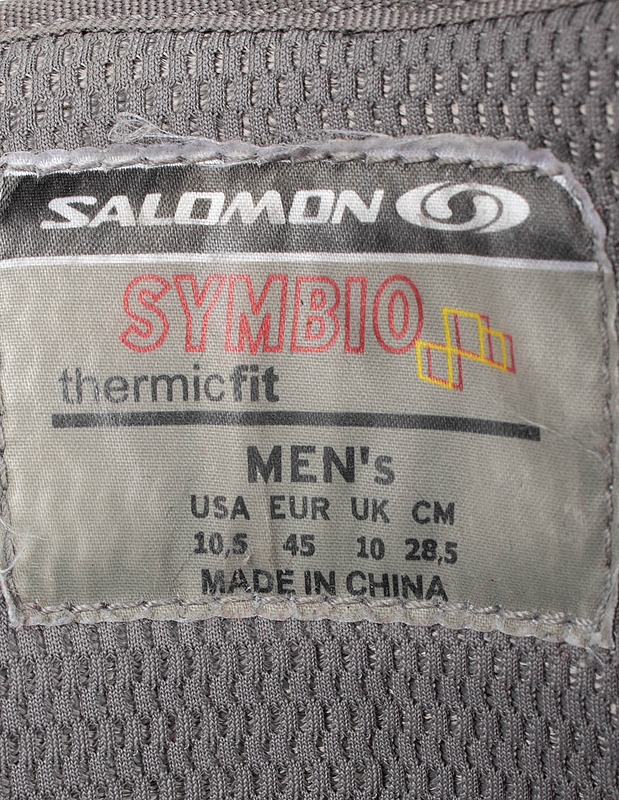 SALOMON
SYMBIO
thermicfit
MEN's
USA EUR UK CM
10,5 45 10 28,5
MADE IN CHINA